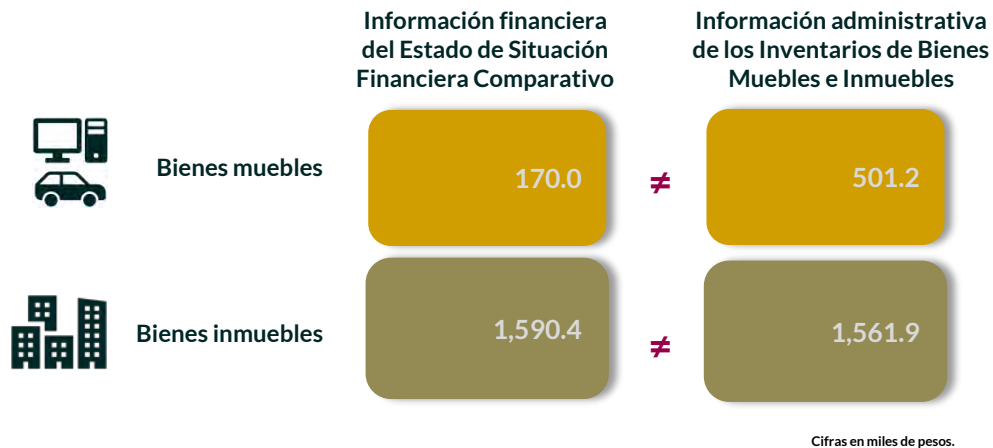 Información financiera
del Estado de Situación
Financiera Comparativo
Información administrativa
de los Inventarios de Bienes
Muebles e Inmuebles
Bienes muebles
170.0
≠
501.2
Bienes inmuebles
1,590.4
≠
1,561.9
Cifras en miles de pesos.